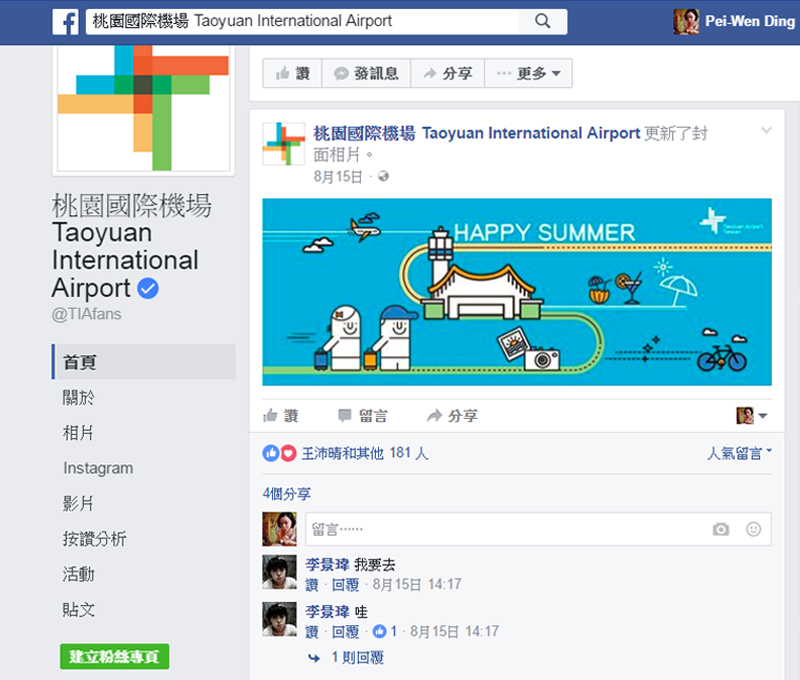 桃園國際機場 Taoyuan International Airport
Pei-Wen Ding
讚
發訊息
分享
更多
桃園國際機場
Taoyuan
International
Airport
@TIAfans
首頁
關於
相片
Instagram
影片
按讚分析
活動
貼文
建立粉絲專頁
桃園國際機場 Taoyuan International Airport 更新了封
面相片。
8月15日 ·
HAPPY SUMMER
Taoyuan Airport
Taiwan
讚 留言 分享
王沛晴和其他 181 人
人氣留言
4個分享
留言……
李景瑋 我要去
讚 · 回覆 · 8月15日 14:17
李景瑋 哇
讚 · 回覆 · 1 · 8月15日 14:17
1 則回覆